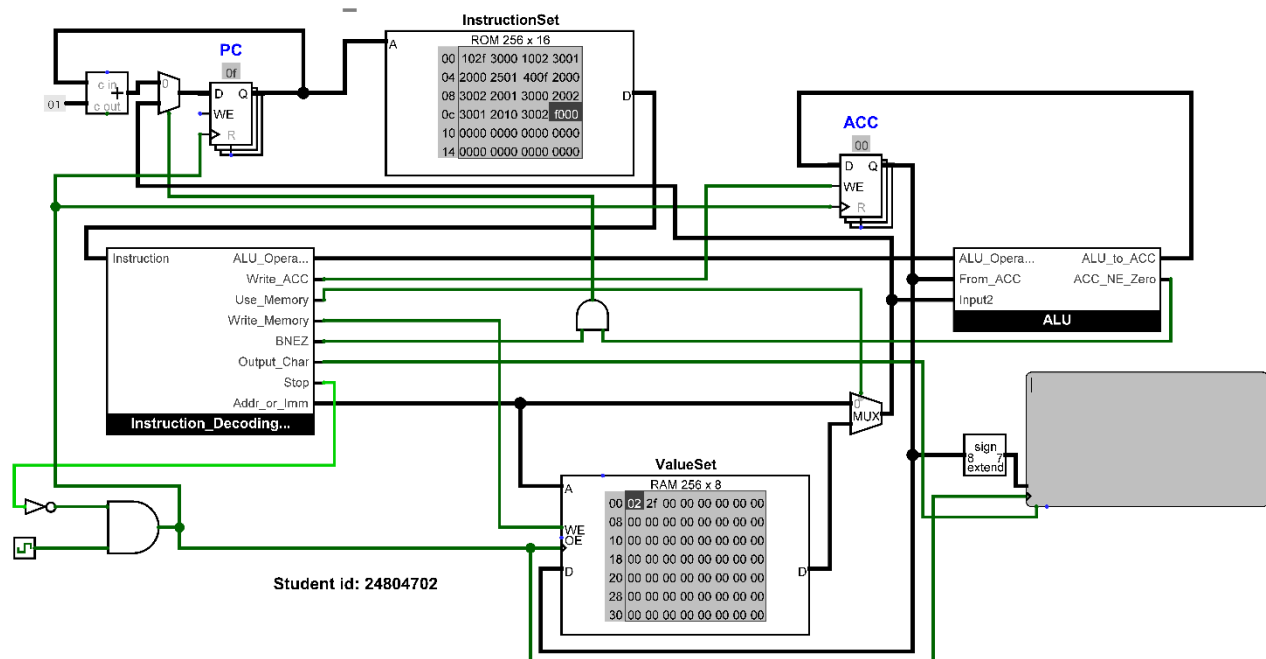 InstructionSet
ROM 256 x 16
A
D
00 102f 3000 1002 3001
04 2000 2501 400f 2000
08 3002 2001 3000 2002
0c 3001 2010 3002 f000
10 0000 0000 0000 0000
14 0000 0000 0000 0000
PC
0f
D Q
WE
R
c in
+
c out
01
0
ACC
00
D Q
WE
R
Instruction
ALU_Opera...
Write_ACC
Use_Memory
Write_Memory
BNEZ
Output_Char
Stop
Addr_or_Imm
Instruction_Decoding...
ALU_Opera... ALU_to_ACC
From_ACC ACC_NE_Zero
Input2
ALU
0
MUX
sign
8 7
extend
ValueSet
RAM 256 x 8
A
WE
OE
D
D
00 02 2f 00 00 00 00 00 00
08 00 00 00 00 00 00 00 00
10 00 00 00 00 00 00 00 00
18 00 00 00 00 00 00 00 00
20 00 00 00 00 00 00 00 00
28 00 00 00 00 00 00 00 00
30 00 00 00 00 00 00 00 00
Student id: 24804702